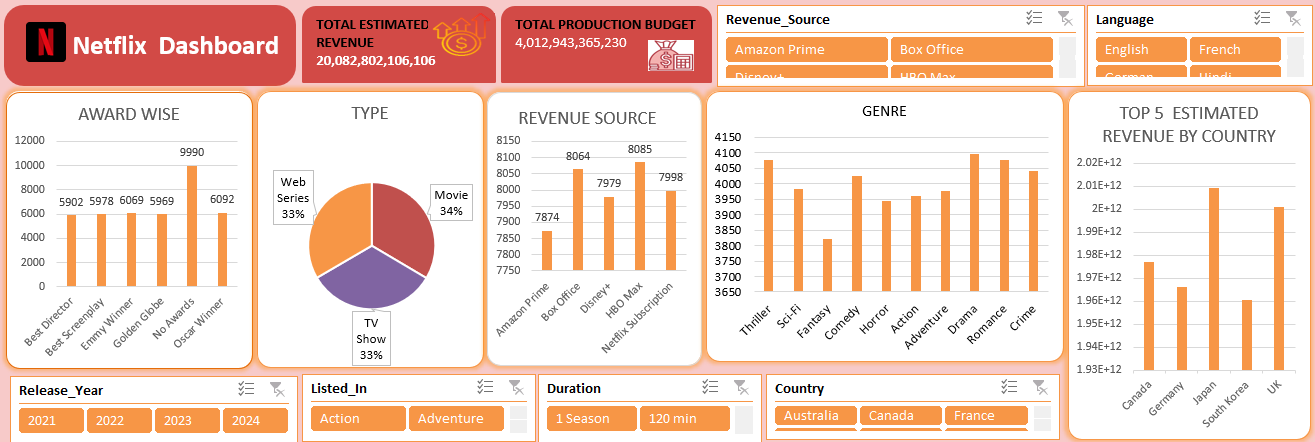 N Netflix Dashboard
TOTAL ESTIMATED
REVENUE
20,082,802,106,106
TOTAL PRODUCTION BUDGET
4,012,943,365,230
Revenue_Source
Amazon Prime
Box Office
Disney+
HBO Max
Language
English
French
German
Hindi
AWARD WISE
12000
10000
8000
6000
4000
2000
0
5902
5978
6069
5969
9990
6092
Best Director
Best Screenplay
Emmy Winner
Golden Globe
No Awards
Oscar Winner
TYPE
Web
Series
33%
Movie
34%
TV
Show
33%
REVENUE SOURCE
8150
8100
8050
8000
7950
7900
7850
7800
7750
7874
8064
7979
8085
7998
Amazon Prime
Box Office
Disney+
HBO Max
Netflix Subscription
GENRE
4150
4100
4050
4000
3950
3900
3850
3800
3750
3700
3650
Thriller
Sci-Fi
Fantasy
Comedy
Horror
Action
Adventure
Drama
Romance
Crime
TOP 5 ESTIMATED
REVENUE BY COUNTRY
2.02E+12
2.01E+12
2E+12
1.99E+12
1.98E+12
1.97E+12
1.96E+12
1.95E+12
1.94E+12
1.93E+12
Canada
Germany
Japan
South Korea
UK
Release_Year
2021
2022
2023
2024
Listed_In
Action
Adventure
Duration
1 Season
120 min
Country
Australia
Canada
France